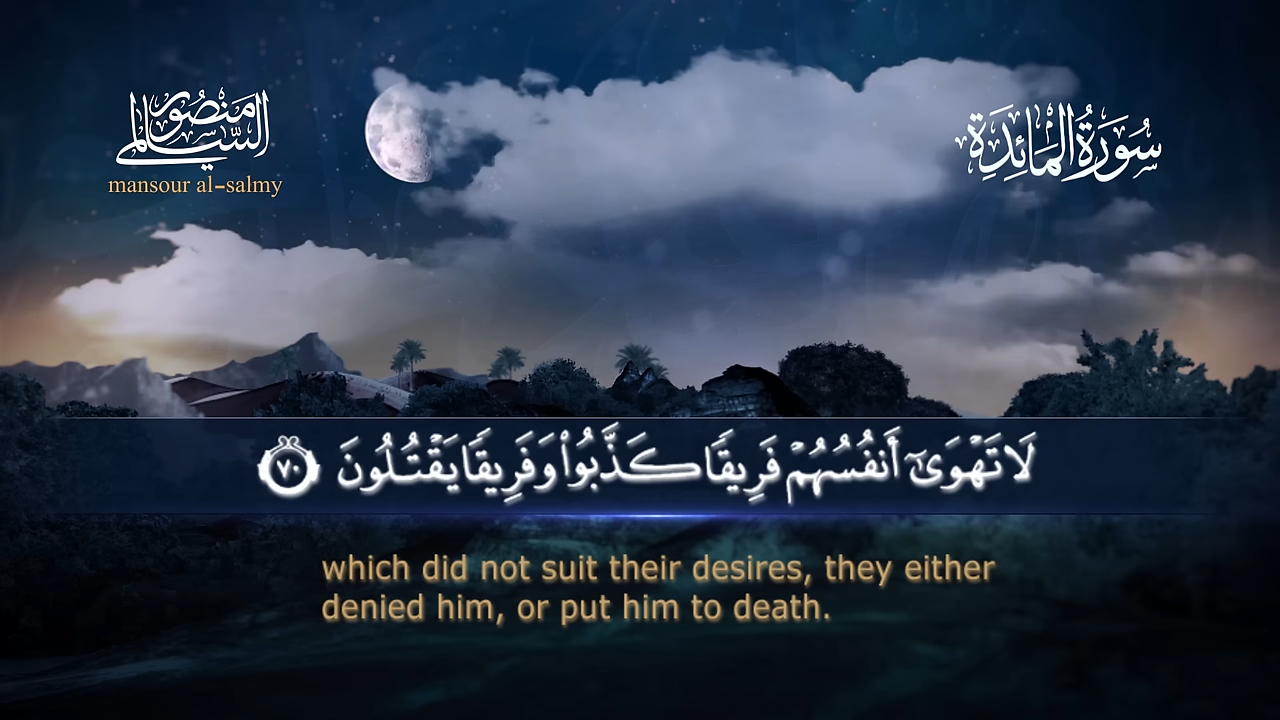 منصور السالمي
mansour al-salmy
سُورَةُ المَائِدَةِ
لَا تَهْوَىٰٓ أَنفُسُهُمْ فَرِيقًا كَذَّبُوا۟ وَفَرِيقًا يَقْتُلُونَ ٧٠
which did not suit their desires, they either
denied him, or put him to death.